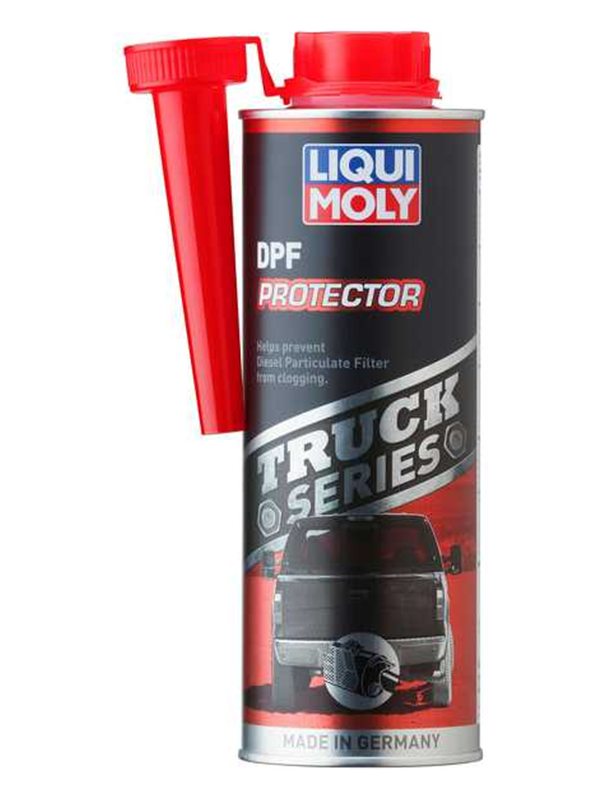 LIQUI
MOLY
DPF
PROTECTOR
Helps prevent
Diesel Particulate Filter
from clogging.
TRUCK
SERIES
MADE IN GERMANY